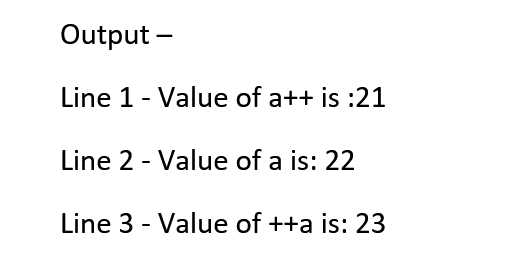 Output –
Line 1 - Value of a++ is :21
Line 2 - Value of a is: 22
Line 3 - Value of ++a is: 23